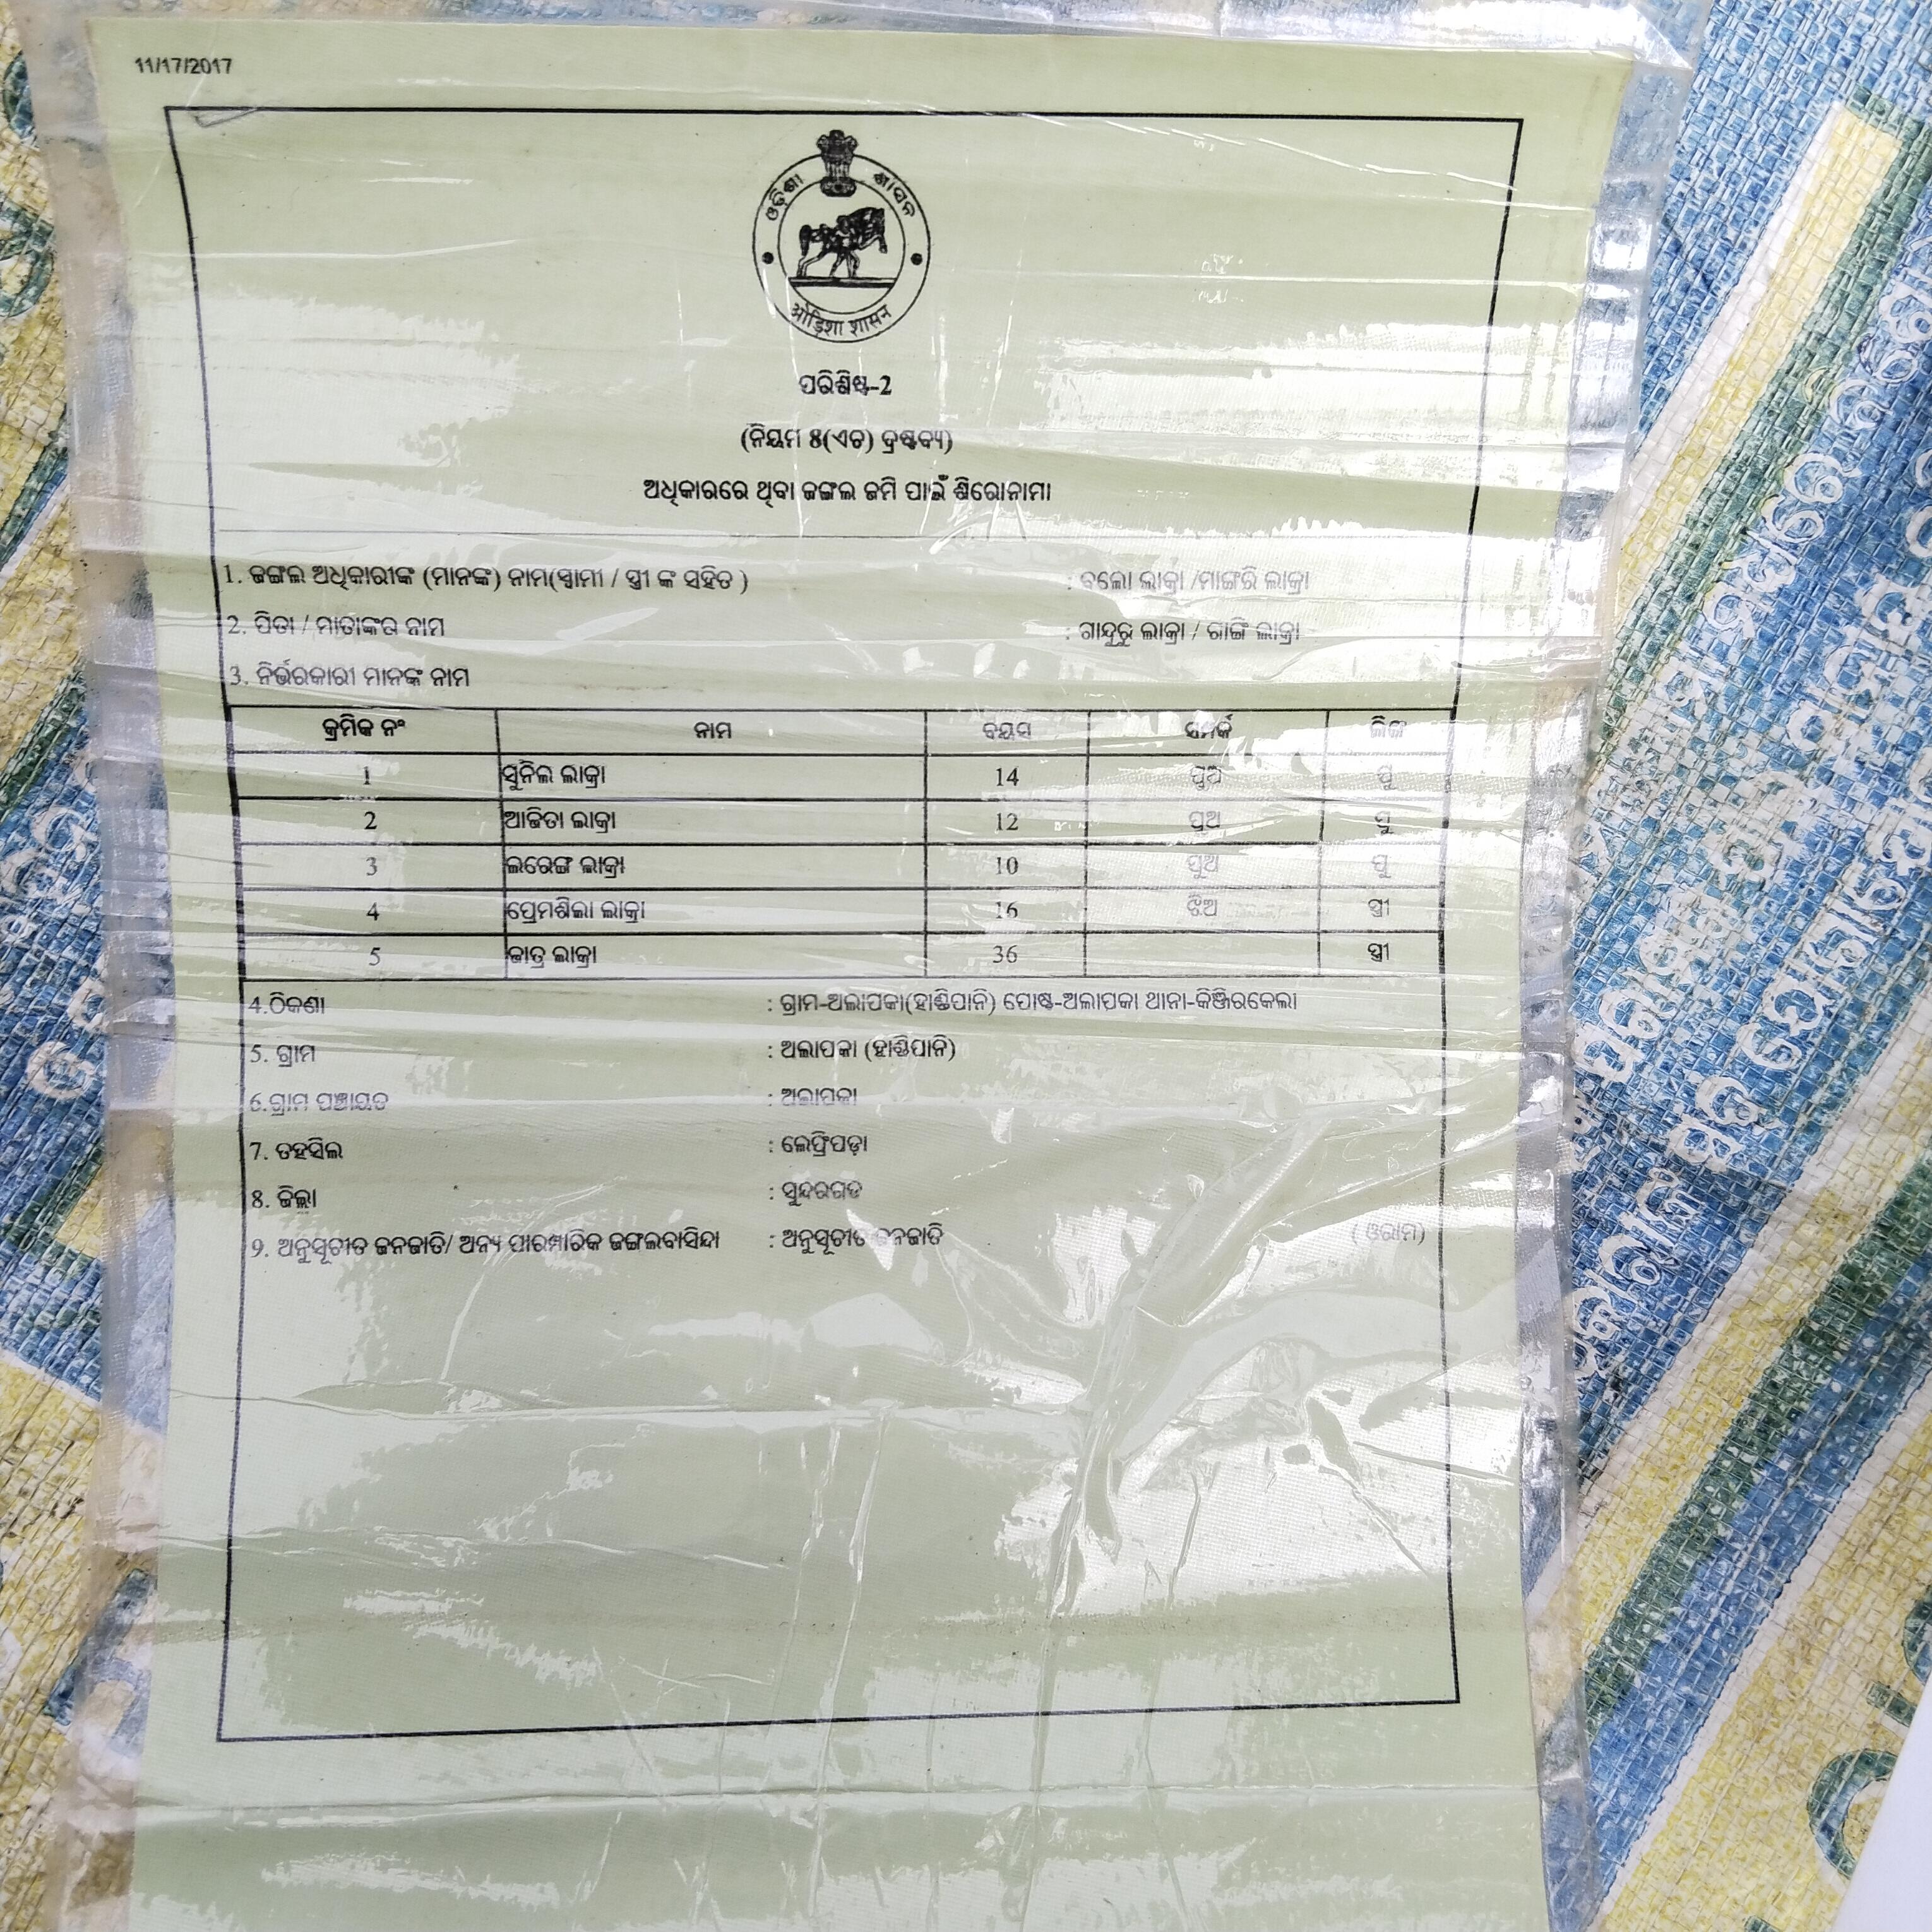 11/17/2017
ଓଡ଼ିଶା ଶାସନ
ओड़िशा शासन
ପରିଶିଷ୍ଟ-2
(ନିୟମ ୫(ଏଚ) ଦ୍ରଷ୍ଟବ୍ୟ)
ଅଧିକାରରେ ଥିବା ଜଙ୍ଗଲ ଜମି ପାଇଁ ଶିରୋନାମା
1. ଜଙ୍ଗଲ ଅଧିକାରୀଙ୍କ (ମାନଙ୍କ) ନାମ(ସ୍ୱାମୀ / ସ୍ତ୍ରୀ ଙ୍କ ସହିତ ) : ବଲୋ ଲାକ୍ରା /ମାଙ୍ଗରି ଲାକ୍ରା
2. ପିତା / ମାତାଙ୍କର ନାମ : ଗାନ୍ଦୁରୁ ଲାକ୍ରା / ଗାଙ୍ଗି ଲାକ୍ରା
3. ନିର୍ଭରକାରୀ ମାନଙ୍କ ନାମ
କ୍ରମିକ ନଂ ନାମ ବୟସ ସମ୍ପର୍କ ଲିଙ୍ଗ
1 ସୁନିଲ ଲାକ୍ରା 14 ପୁଅ ପୁ
2 ଆଜିତା ଲାକ୍ରା 12 ପୁଅ ପୁ
3 ଲରେଙ୍ଗ ଲାକ୍ରା 10 ପୁଅ ପୁ
4 ପ୍ରେମଶିଲା ଲାକ୍ରା 16 ଝିଅ ସ୍ତ୍ରୀ
5 ଜାତ୍ର ଲାକ୍ରା 36 ସ୍ତ୍ରୀ
4.ଠିକଣା : ଗ୍ରାମ-ଅଲାପକା(ହାଣ୍ଡିପାନି) ପୋଷ୍ଟ-ଅଲାପକା ଥାନା-କିଞ୍ଜିରକେଲା
5. ଗ୍ରାମ : ଅଲାପକା (ହାଣ୍ଡିପାନି)
6.ଗ୍ରାମ ପଞ୍ଚାୟତ : ଅଲାପକା
7. ତହସିଲ : ଲେଫ୍ରିପଡ଼ା
8. ଜିଲ୍ଲା : ସୁନ୍ଦରଗଡ
9. ଅନୁସୂଚୀତ ଜନଜାତି/ ଅନ୍ୟ ପାରମ୍ପାରିକ ଜଙ୍ଗଲବାସିନ୍ଦା : ଅନୁସୂଚୀତ ଜନଜାତି ( ଓରାମ)